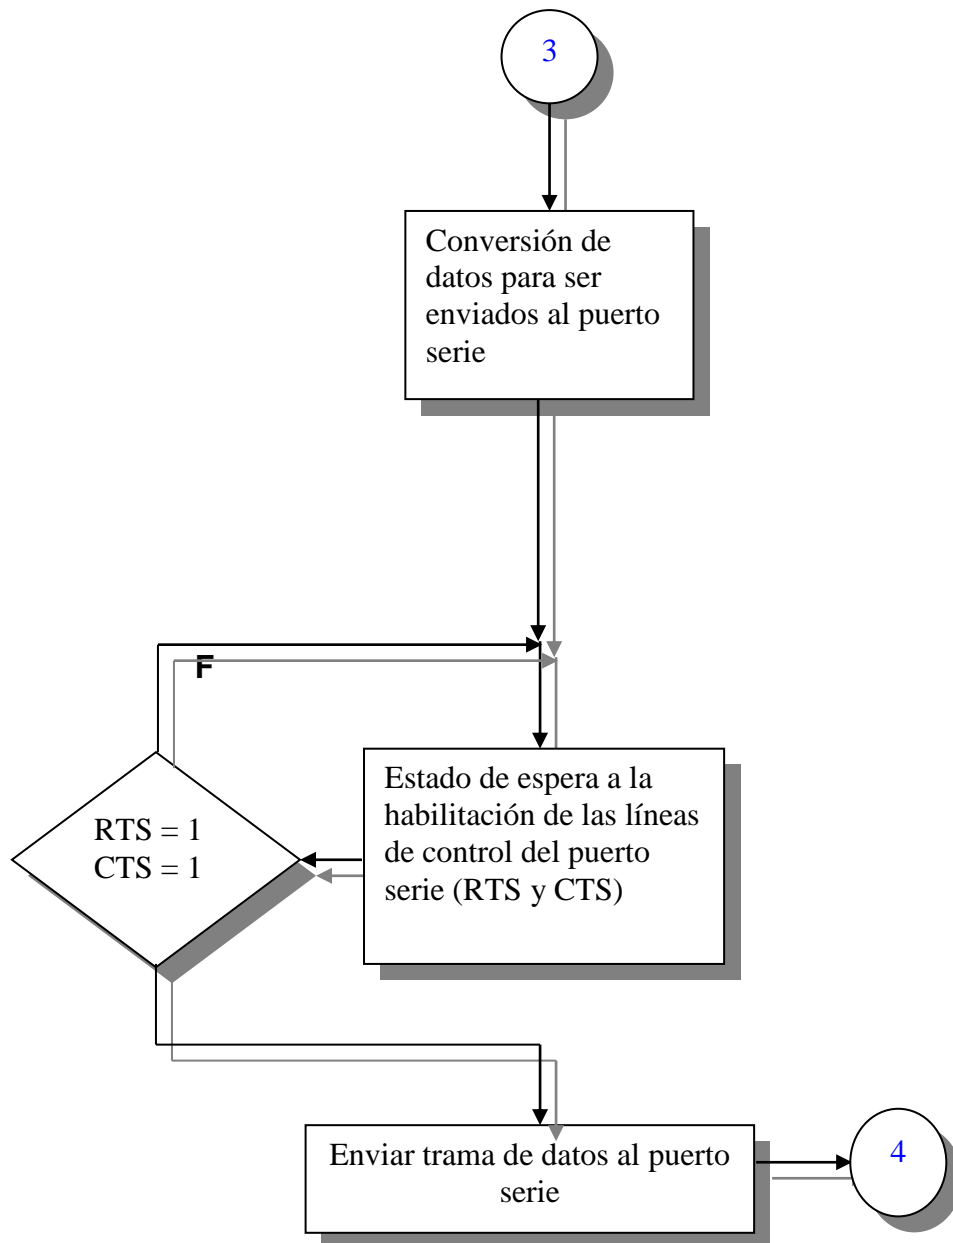 3
Conversión de
datos para ser
enviados al puerto
serie
F
Estado de espera a la
habilitación de las líneas
de control del puerto
serie (RTS y CTS)
RTS = 1
CTS = 1
Enviar trama de datos al puerto
serie
4